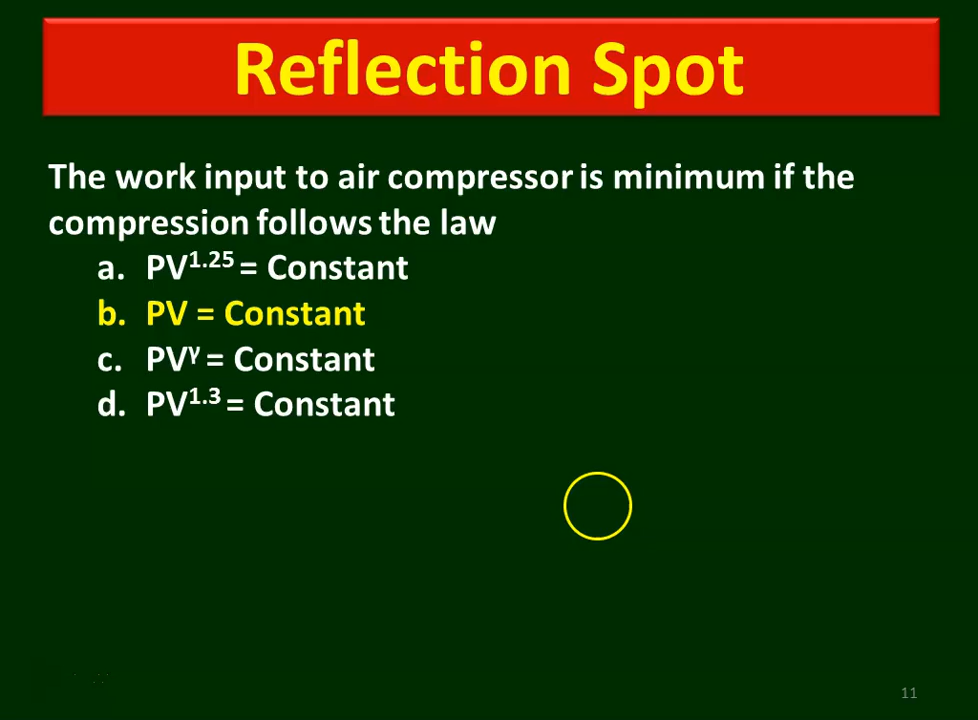 Reflection Spot
The work input to air compressor is minimum if the
compression follows the law
a. PV¹·²⁵ = Constant
b. PV = Constant
c. PVᵞ = Constant
d. PV¹·³ = Constant
11